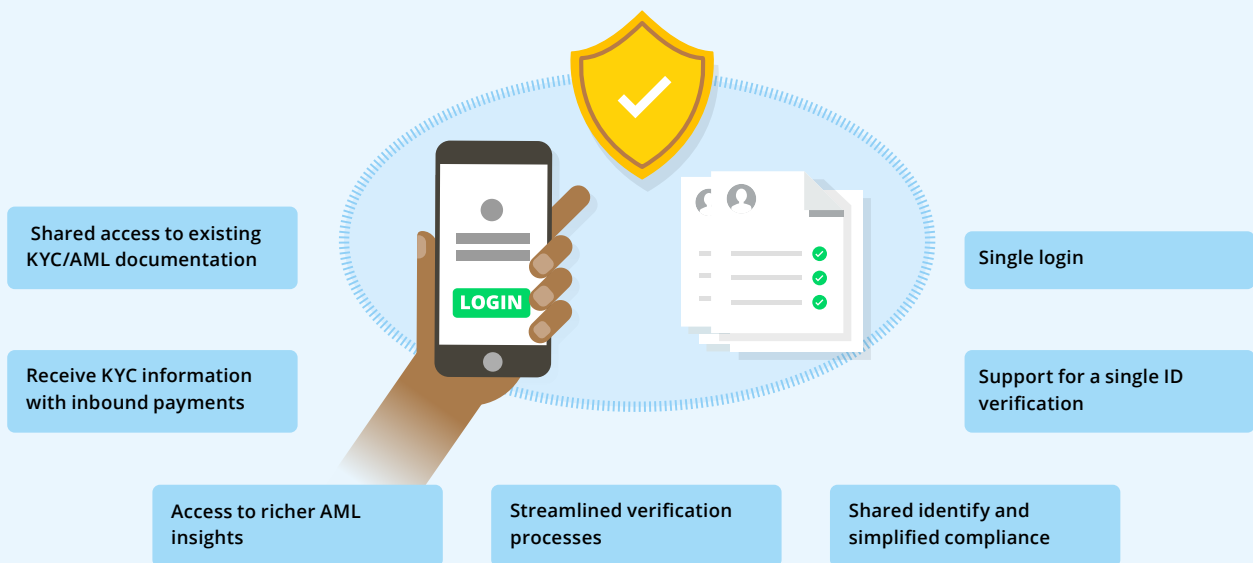 Shared access to existing
KYC/AML documentation
Single login
LOGIN
Receive KYC information
with inbound payments
Support for a single ID
verification
Access to richer AML
insights
Streamlined verification
processes
Shared identify and
simplified compliance